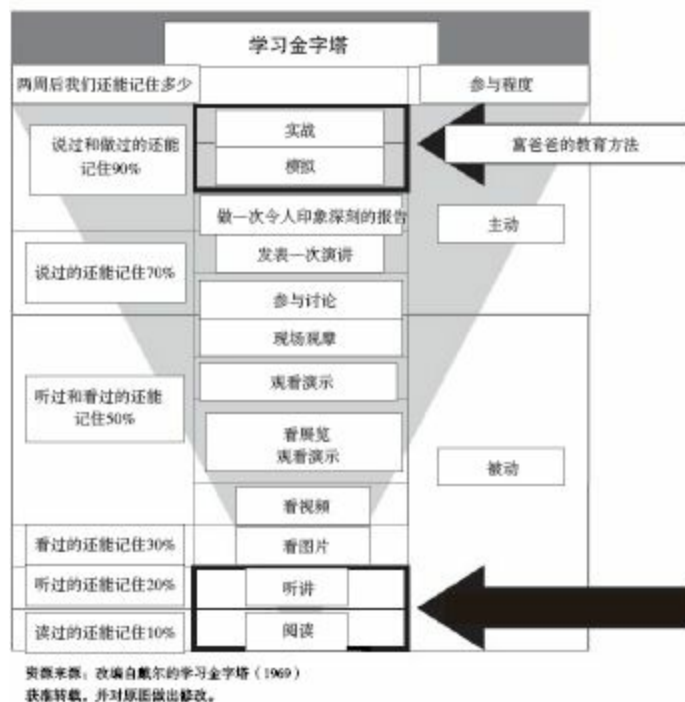 学习金字塔
两周后我们还能记住多少
参与程度
说过和做过的还能
记住90%
实战
模拟
富爸爸的教育方法
做一次令人印象深刻的报告
主动
发表一次演讲
说过的还能记住70%
参与讨论
现场观摩
观看演示
听过和看过的还能
记住50%
看展览
观看演示
被动
看视频
看过的还能记住30%
看图片
听过的还能记住20%
听讲
读过的还能记住10%
阅读
资源来源：改编自戴尔的学习金字塔（1969）
获准转载，并对原图做出修改。